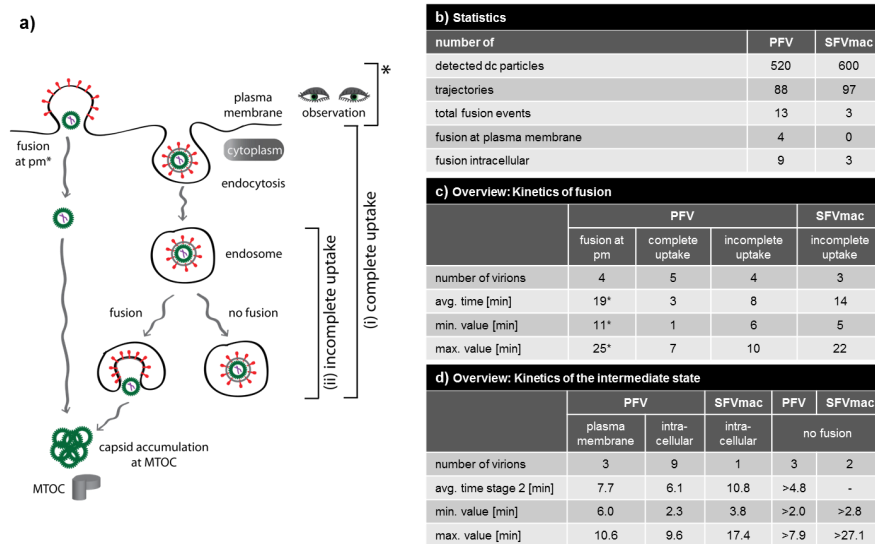 a)
*
plasma
membrane
observation
fusion
at pm*
cytoplasm
endocytosis
endosome
fusion
no fusion
(ii) incomplete uptake
(i) complete uptake
capsid accumulation
at MTOC
MTOC
b) Statistics
number of PFV SFVmac
detected dc particles 520 600
trajectories 88 97
total fusion events 13 3
fusion at plasma membrane 4 0
fusion intracellular 9 3
c) Overview: Kinetics of fusion
PFV SFVmac
fusion at complete incomplete incomplete
pm uptake uptake uptake
number of virions 4 5 4 3
avg. time [min] 19* 3 8 14
min. value [min] 11* 1 6 5
max. value [min] 25* 7 10 22
d) Overview: Kinetics of the intermediate state
PFV SFVmac PFV SFVmac
plasma intra- intra- no fusion
membrane cellular cellular
number of virions 3 9 1 3 2
avg. time stage 2 [min] 7.7 6.1 10.8 >4.8 -
min. value [min] 6.0 2.3 3.8 >2.0 >2.8
max. value [min] 10.6 9.6 17.4 >7.9 >27.1